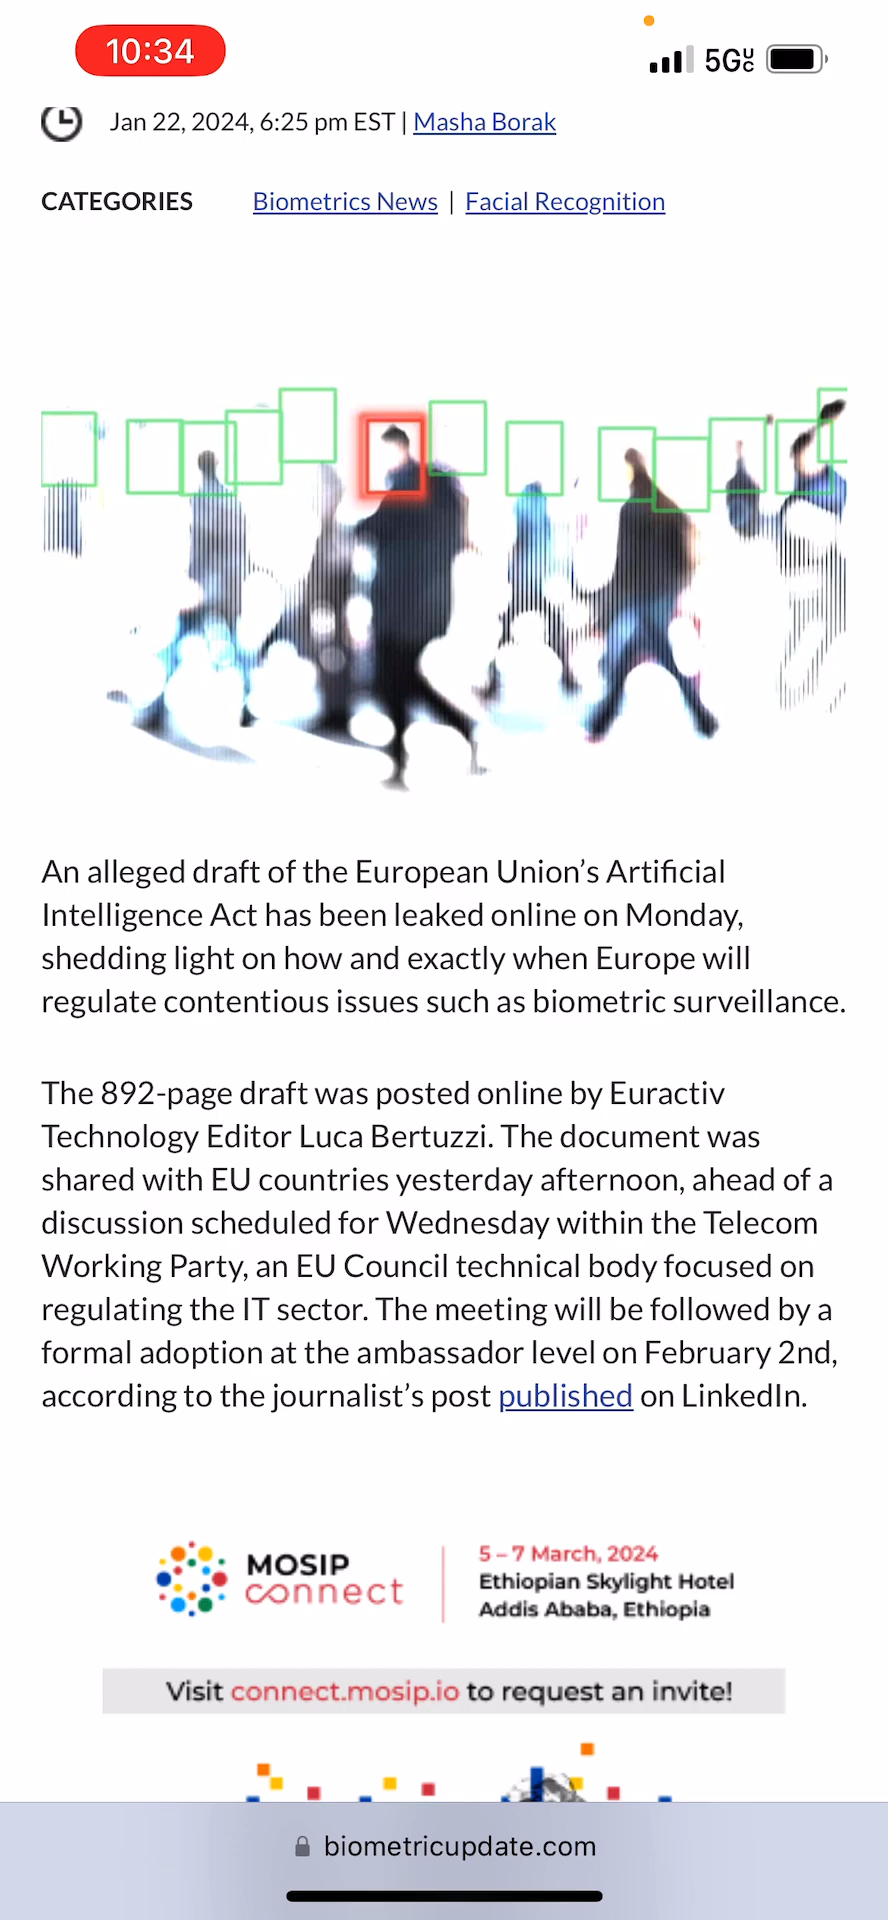 10:34
5GUC
Jan 22, 2024, 6:25 pm EST | Masha Borak
CATEGORIES Biometrics News | Facial Recognition
An alleged draft of the European Union’s Artificial
Intelligence Act has been leaked online on Monday,
shedding light on how and exactly when Europe will
regulate contentious issues such as biometric surveillance.
The 892-page draft was posted online by Euractiv
Technology Editor Luca Bertuzzi. The document was
shared with EU countries yesterday afternoon, ahead of a
discussion scheduled for Wednesday within the Telecom
Working Party, an EU Council technical body focused on
regulating the IT sector. The meeting will be followed by a
formal adoption at the ambassador level on February 2nd,
according to the journalist’s post published on LinkedIn.
MOSIP
connect
5 – 7 March, 2024
Ethiopian Skylight Hotel
Addis Ababa, Ethiopia
Visit connect.mosip.io to request an invite!
biometricupdate.com